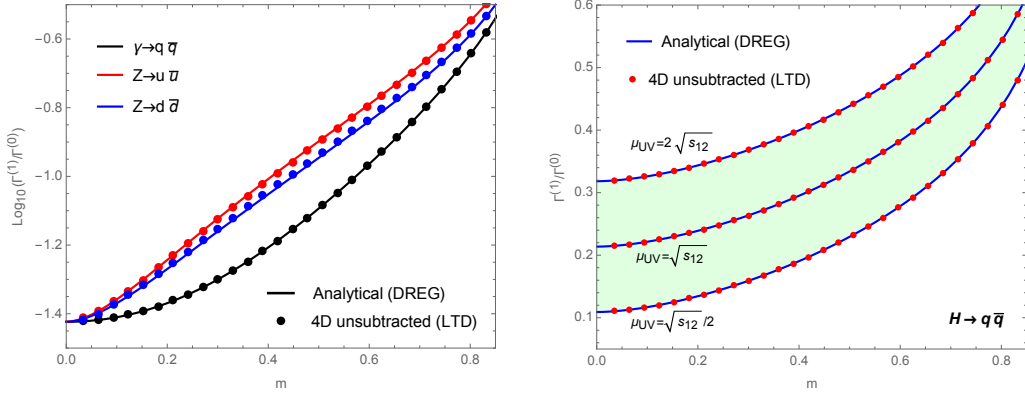 -0.6
-0.8
-1.0
-1.2
-1.4
Log₁₀(Γ⁽¹⁾/Γ⁽⁰⁾)
γ→q q̅
Z→u u̅
Z→d d̅
Analytical (DREG)
4D unsubtracted (LTD)
0.0 0.2 0.4 0.6 0.8
m
0.6
0.5
0.4
0.3
0.2
0.1
Γ⁽¹⁾/Γ⁽⁰⁾
Analytical (DREG)
4D unsubtracted (LTD)
μ_UV=2√s₁₂
μ_UV=√s₁₂
μ_UV=√s₁₂/2
H→q q̅
0.0 0.2 0.4 0.6 0.8
m